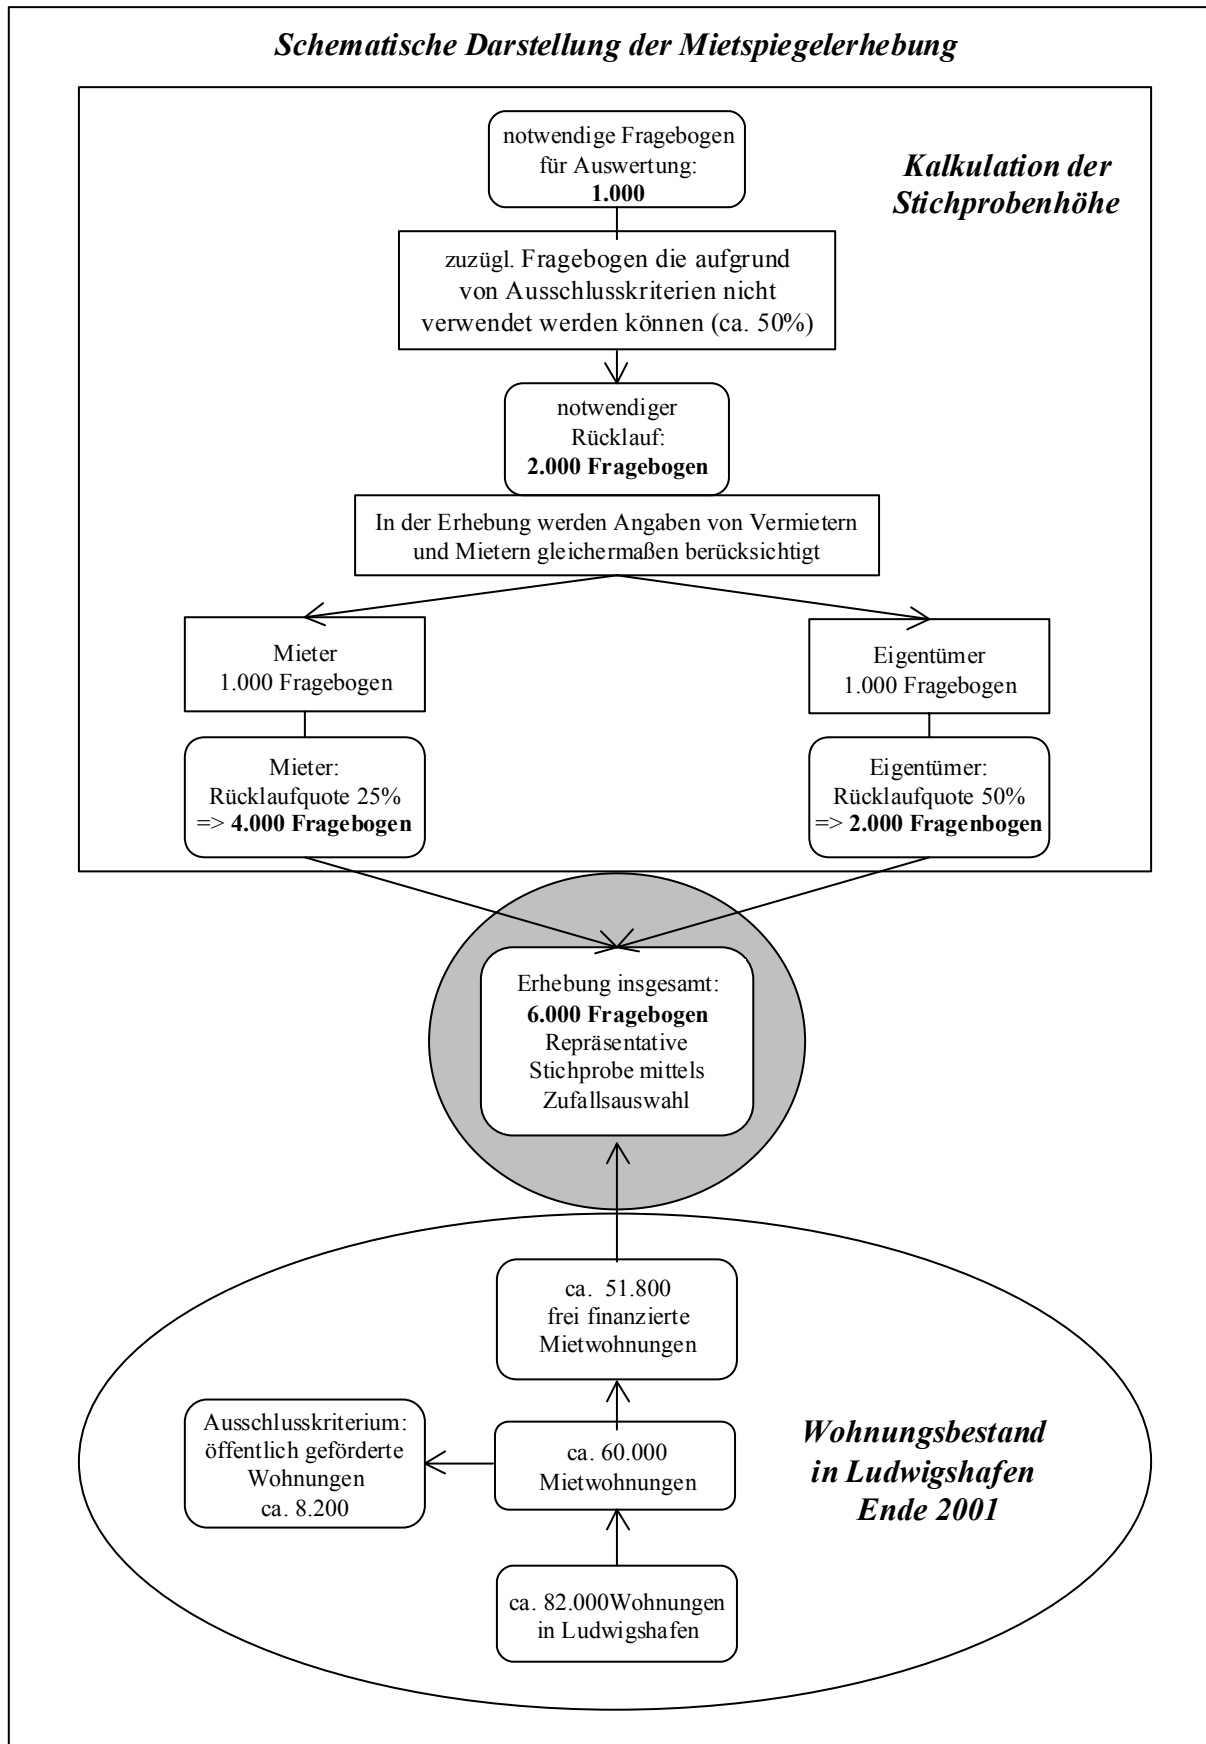 Schematische Darstellung der Mietspiegelerhebung
notwendige Fragebogen
für Auswertung:
1.000
Kalkulation der
Stichprobenhöhe
zuzügl. Fragebogen die aufgrund
von Ausschlusskriterien nicht
verwendet werden können (ca. 50%)
notwendiger
Rücklauf:
2.000 Fragebogen
In der Erhebung werden Angaben von Vermietern
und Mietern gleichermaßen berücksichtigt
Mieter
1.000 Fragebogen
Eigentümer
1.000 Fragebogen
Mieter:
Rücklaufquote 25%
=> 4.000 Fragebogen
Eigentümer:
Rücklaufquote 50%
=> 2.000 Fragenbogen
Erhebung insgesamt:
6.000 Fragebogen
Repräsentative
Stichprobe mittels
Zufallsauswahl
ca. 51.800
frei finanzierte
Mietwohnungen
Ausschlusskriterium:
öffentlich geförderte
Wohnungen
ca. 8.200
ca. 60.000
Mietwohnungen
Wohnungsbestand
in Ludwigshafen
Ende 2001
ca. 82.000Wohnungen
in Ludwigshafen